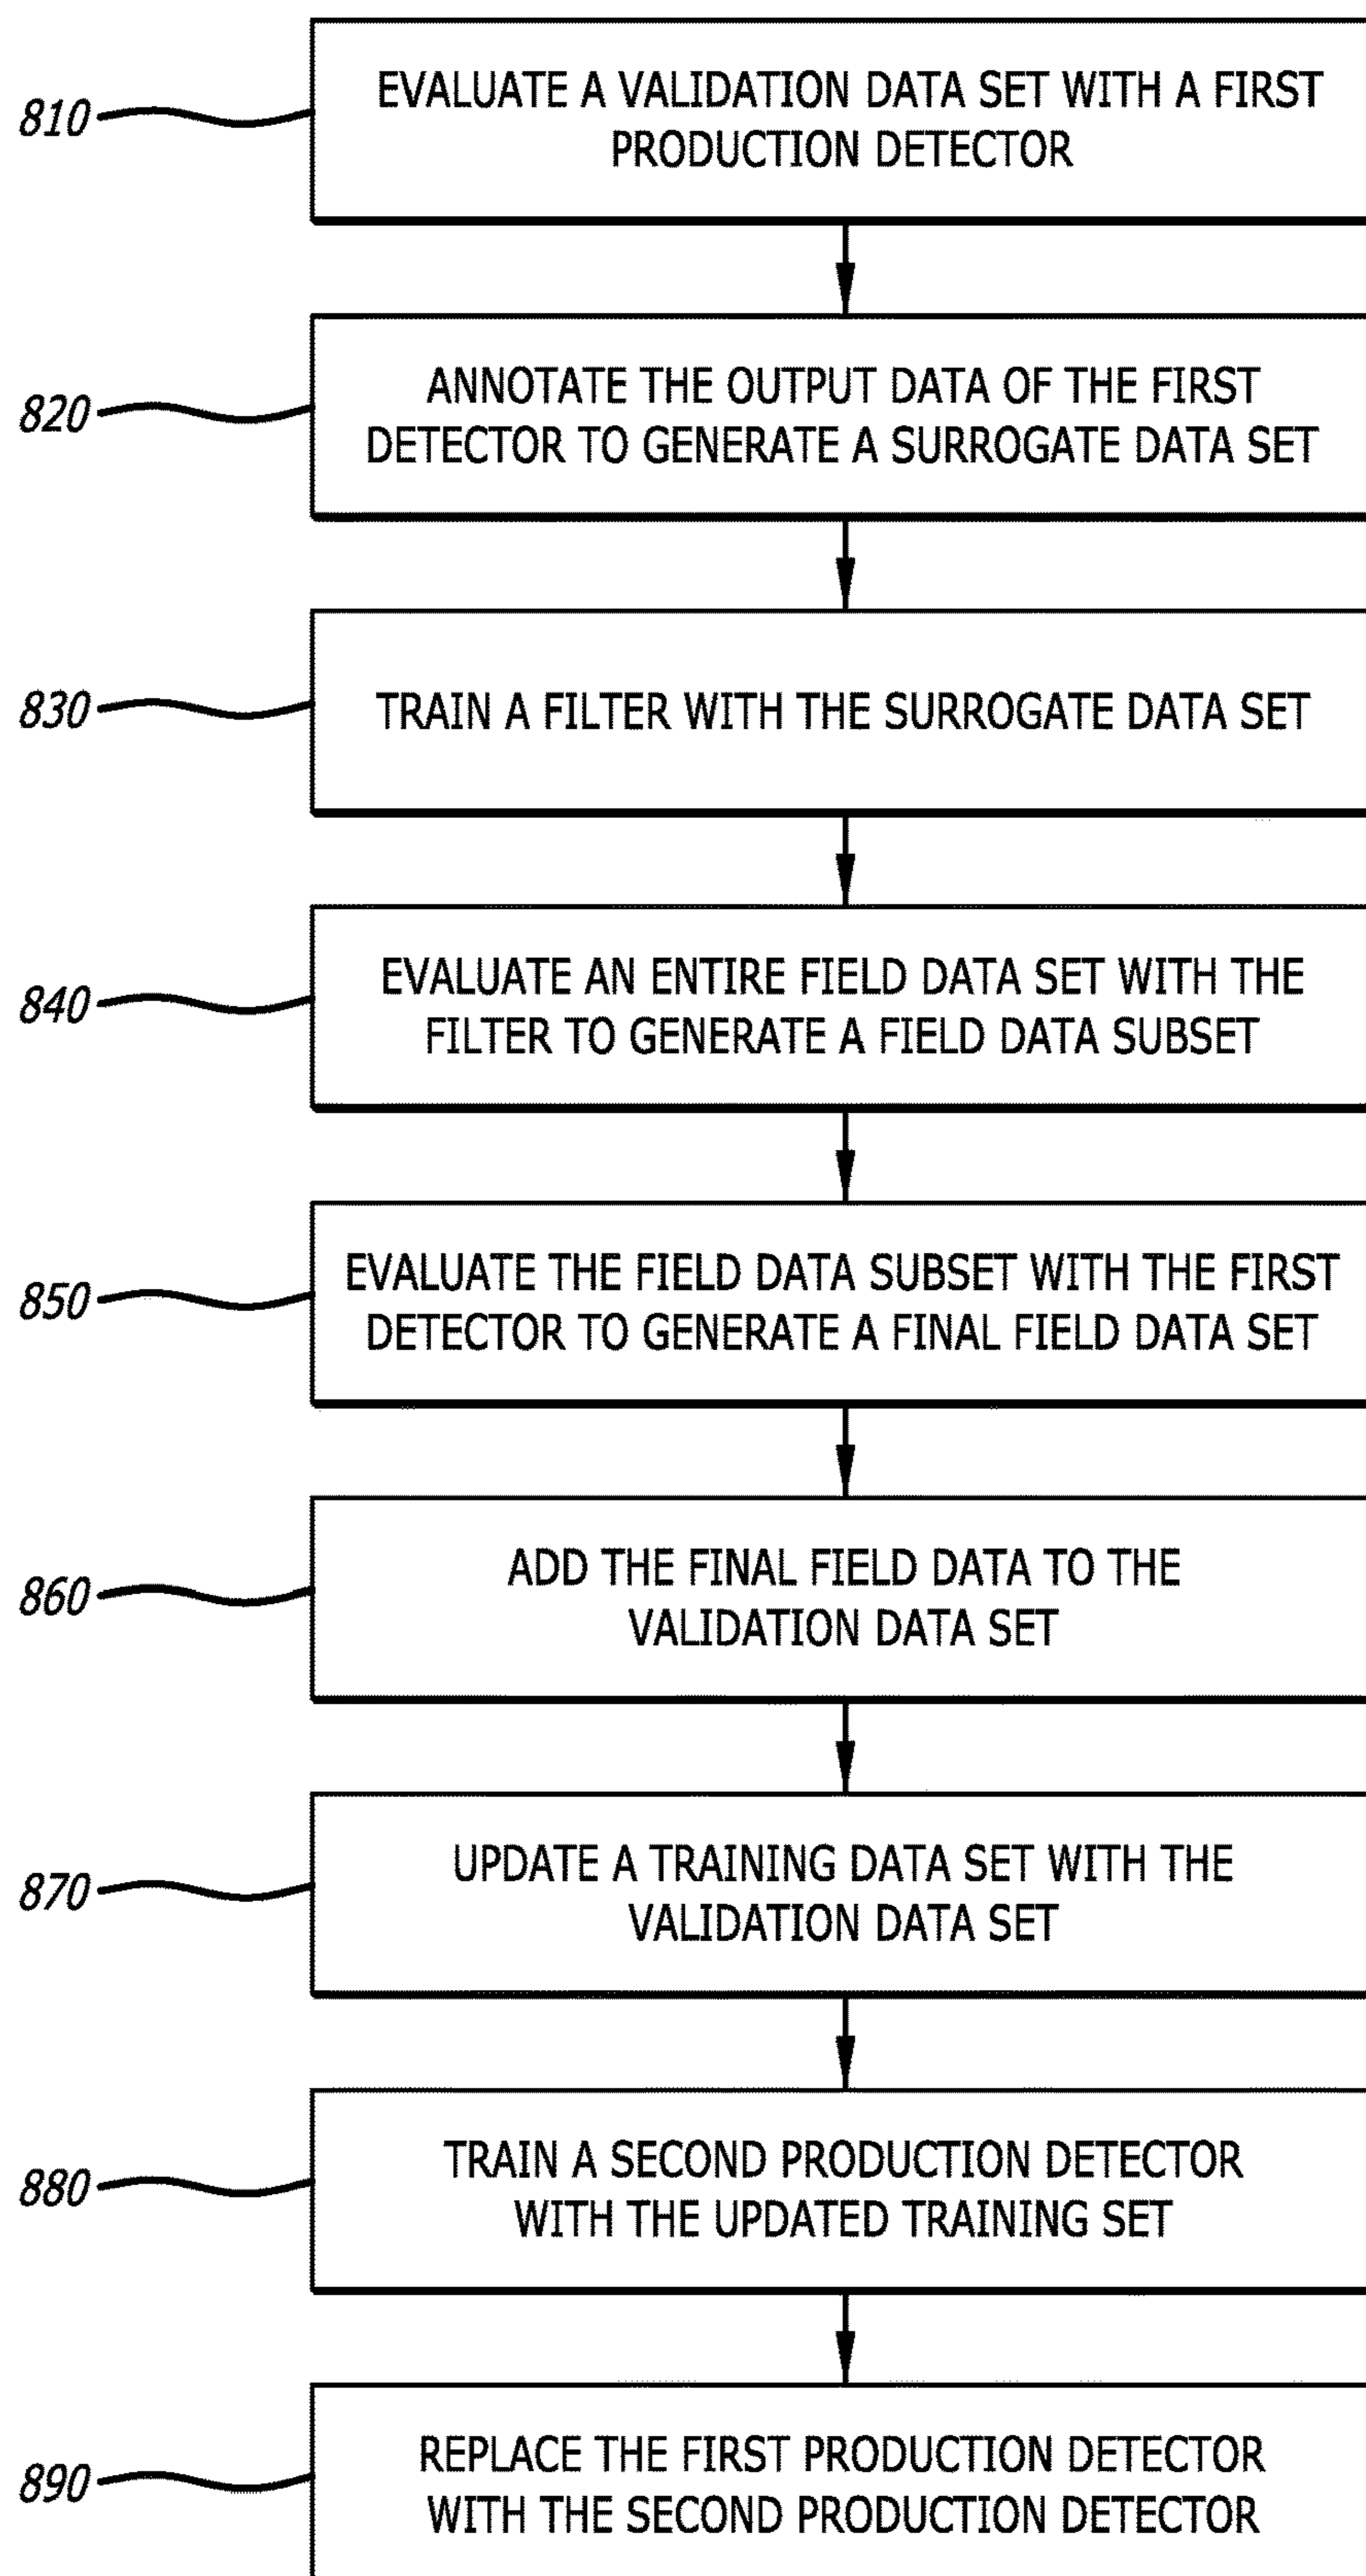 810
EVALUATE A VALIDATION DATA SET WITH A FIRST
PRODUCTION DETECTOR
820
ANNOTATE THE OUTPUT DATA OF THE FIRST
DETECTOR TO GENERATE A SURROGATE DATA SET
830
TRAIN A FILTER WITH THE SURROGATE DATA SET
840
EVALUATE AN ENTIRE FIELD DATA SET WITH THE
FILTER TO GENERATE A FIELD DATA SUBSET
850
EVALUATE THE FIELD DATA SUBSET WITH THE FIRST
DETECTOR TO GENERATE A FINAL FIELD DATA SET
860
ADD THE FINAL FIELD DATA TO THE
VALIDATION DATA SET
870
UPDATE A TRAINING DATA SET WITH THE
VALIDATION DATA SET
880
TRAIN A SECOND PRODUCTION DETECTOR
WITH THE UPDATED TRAINING SET
890
REPLACE THE FIRST PRODUCTION DETECTOR
WITH THE SECOND PRODUCTION DETECTOR